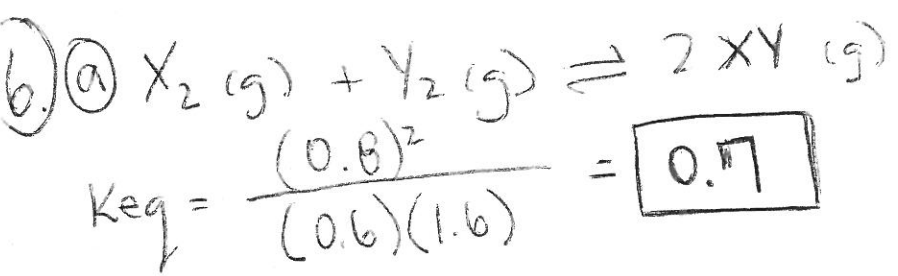 6. a X₂ (g) + Y₂ (g) ⇌ 2 XY (g)
Keq = (0.8)² / (0.6)(1.6) = 0.7